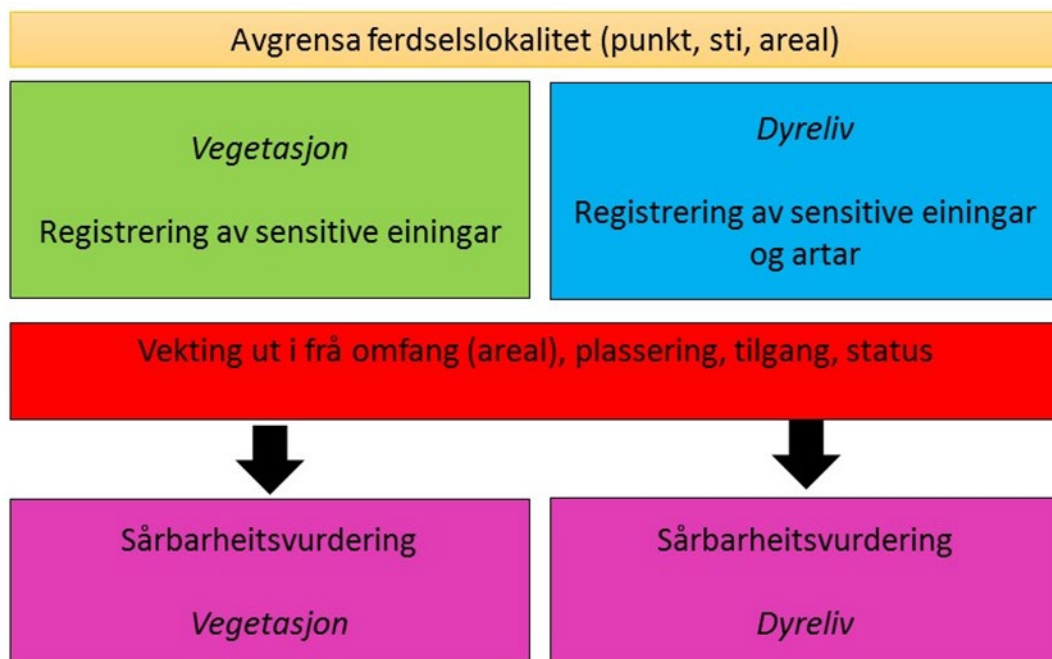 Avgrensa ferdselslokalitet (punkt, sti, areal)
Vegetasjon
Registrering av sensitive einingar
Dyreliv
Registrering av sensitive einingar
og artar
Vekting ut i frå omfang (areal), plassering, tilgang, status
Sårbarheitsvurdering
Vegetasjon
Sårbarheitsvurdering
Dyreliv